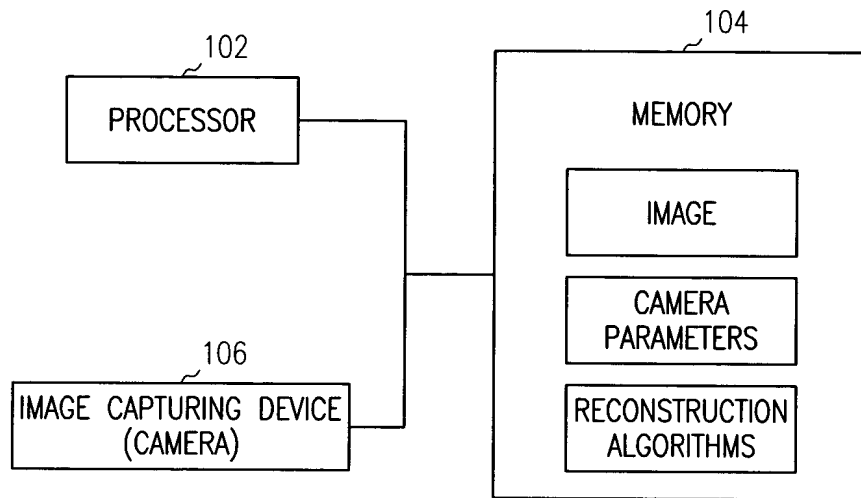 102
PROCESSOR
104
MEMORY
IMAGE
CAMERA
PARAMETERS
RECONSTRUCTION
ALGORITHMS
106
IMAGE CAPTURING DEVICE
(CAMERA)